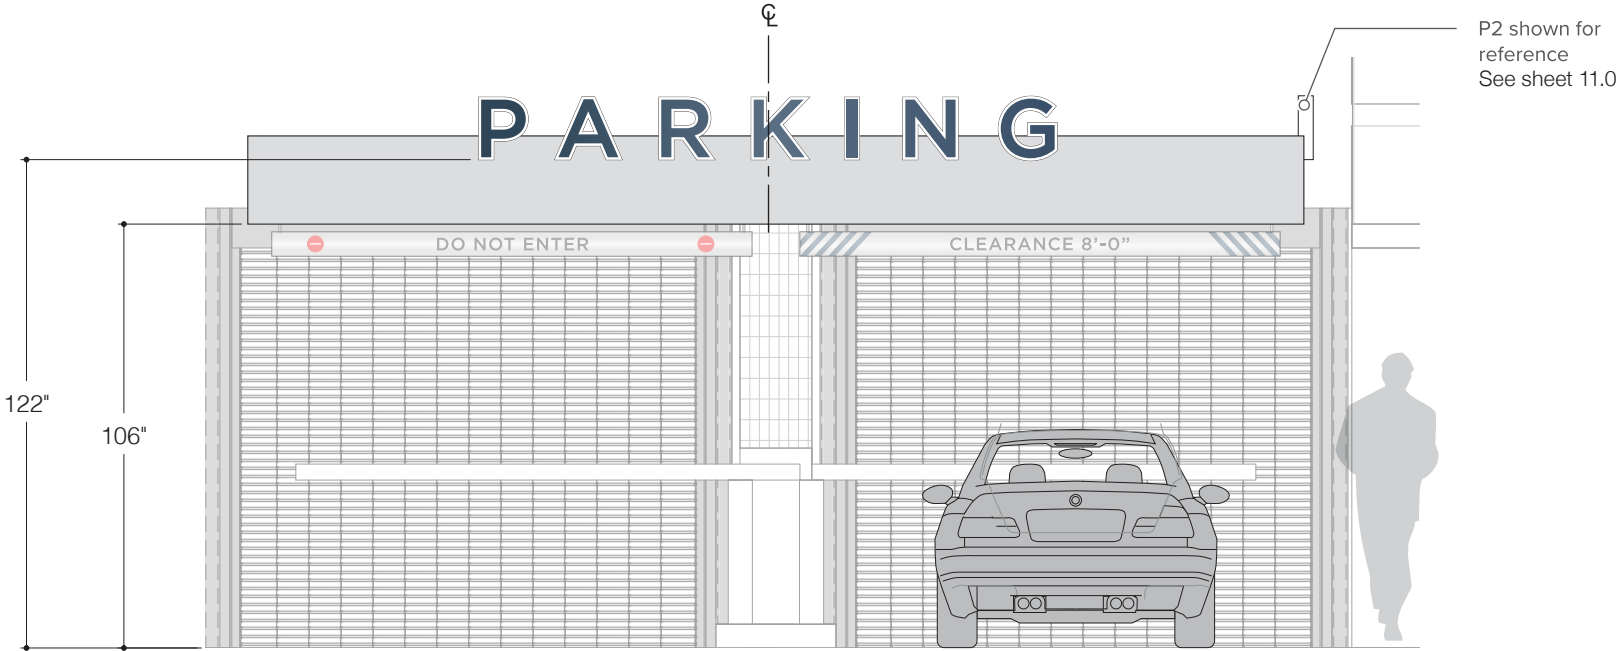 ℄
P2 shown for
reference
See sheet 11.0
PARKING
DO NOT ENTER
CLEARANCE 8’-0”
122"
106"